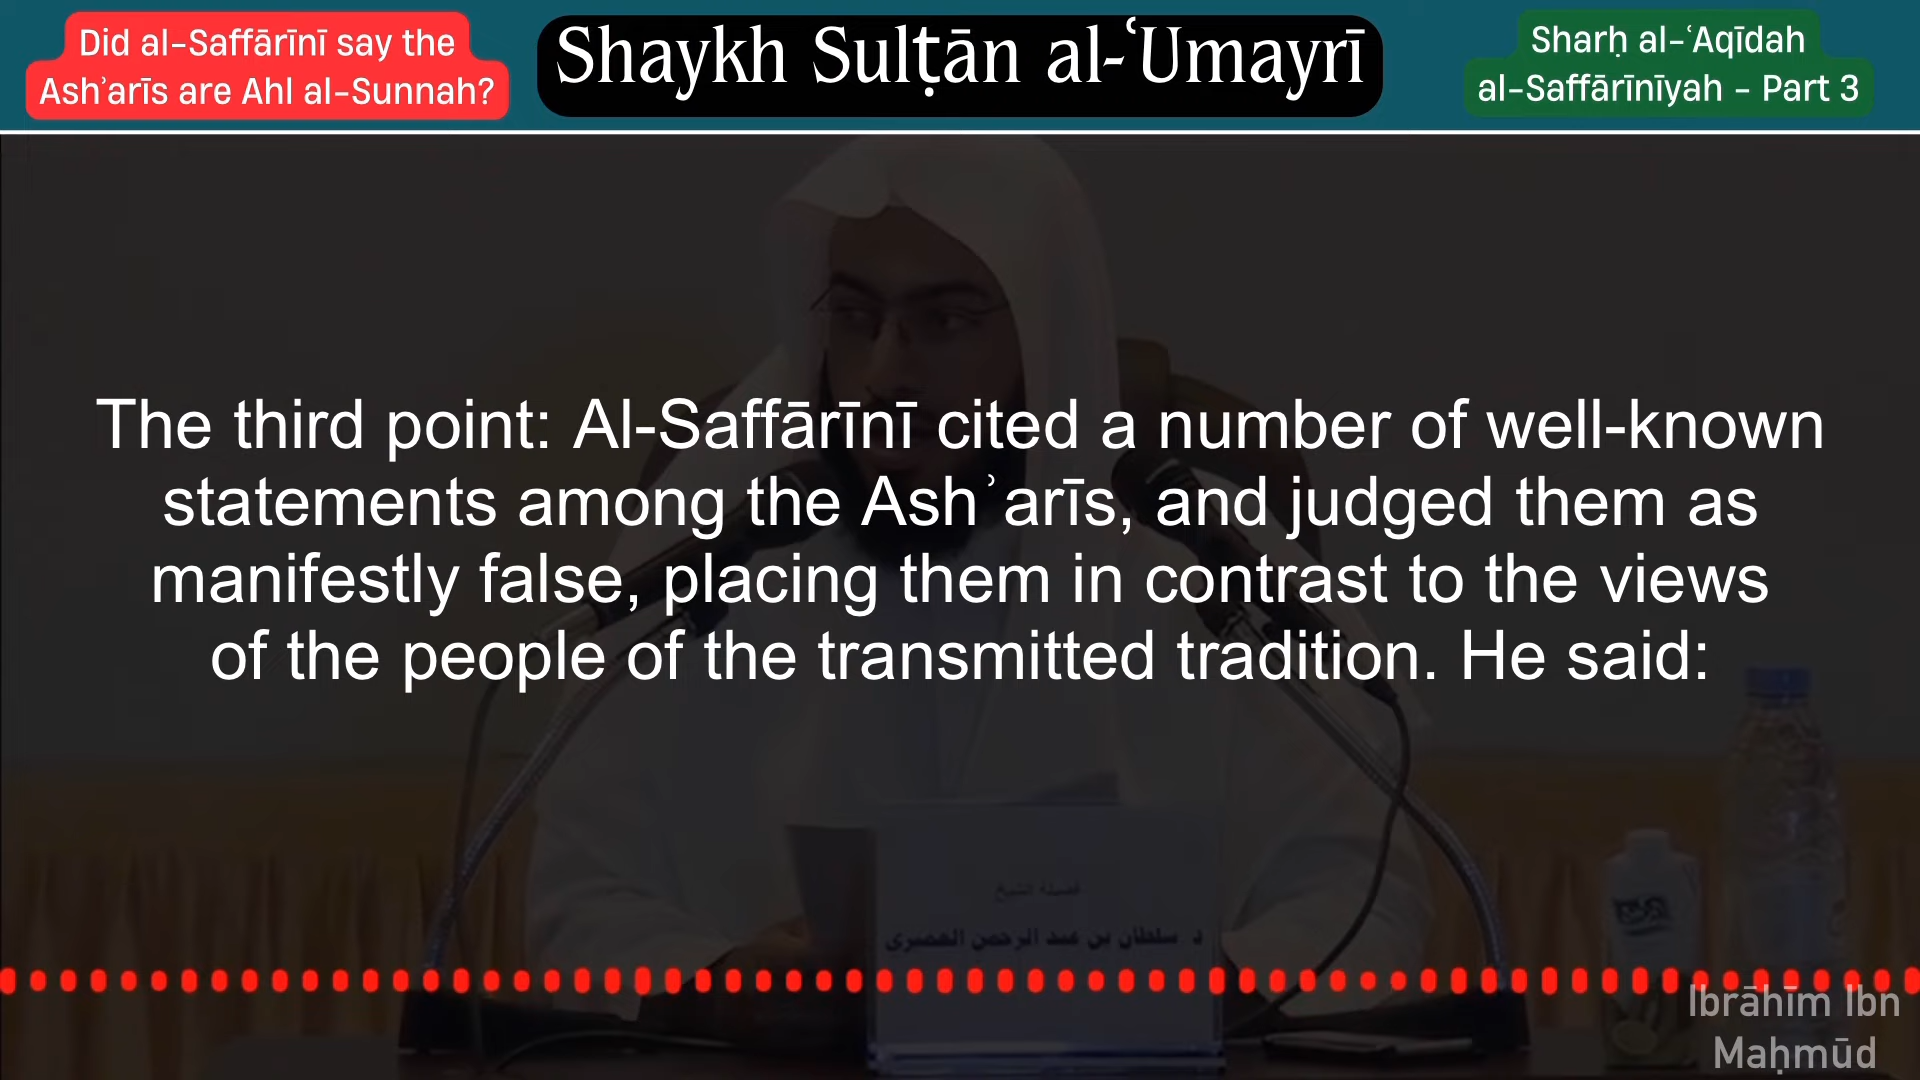 Did al-Saffārīnī say the
Ashʾarīs are Ahl al-Sunnah?
Shaykh Sulṭān al-ʿUmayrī
Sharḥ al-ʿAqīdah
al-Saffārīnīyah - Part 3
The third point: Al-Saffārīnī cited a number of well-known
statements among the Ashʾarīs, and judged them as
manifestly false, placing them in contrast to the views
of the people of the transmitted tradition. He said:
فضيلة الشيخ
د. سلطان بن عبد الرحمن العميري
Ibrāhīm Ibn
Maḥmūd